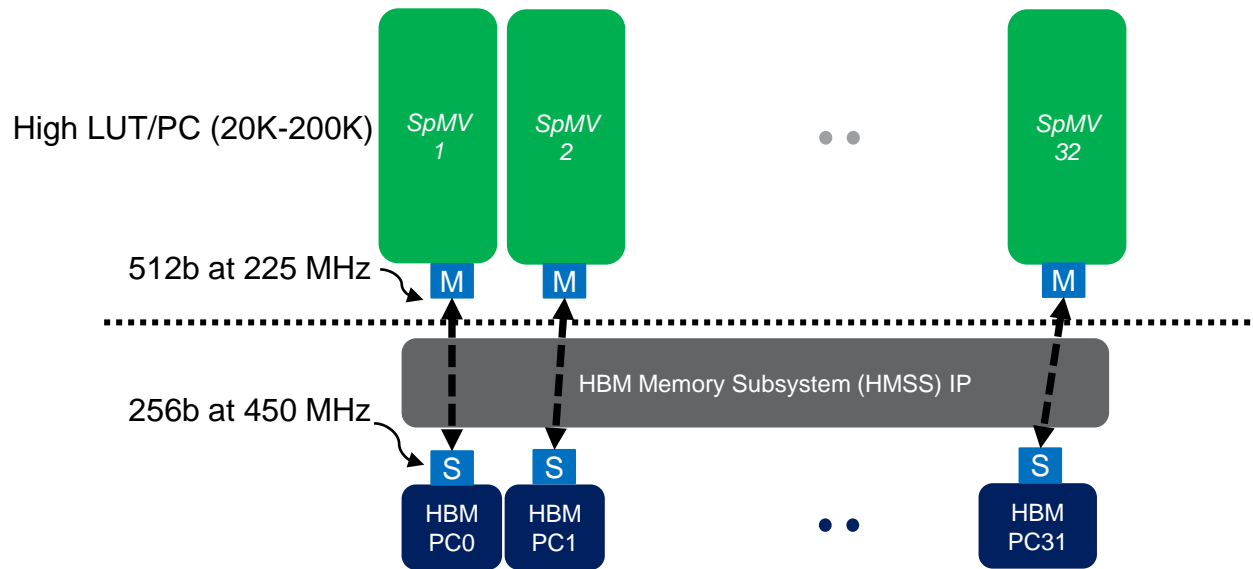 High LUT/PC (20K-200K)
SpMV
1
SpMV
2
SpMV
32
512b at 225 MHz
M
M
M
HBM Memory Subsystem (HMSS) IP
256b at 450 MHz
S
S
S
HBM
PC0
HBM
PC1
HBM
PC31